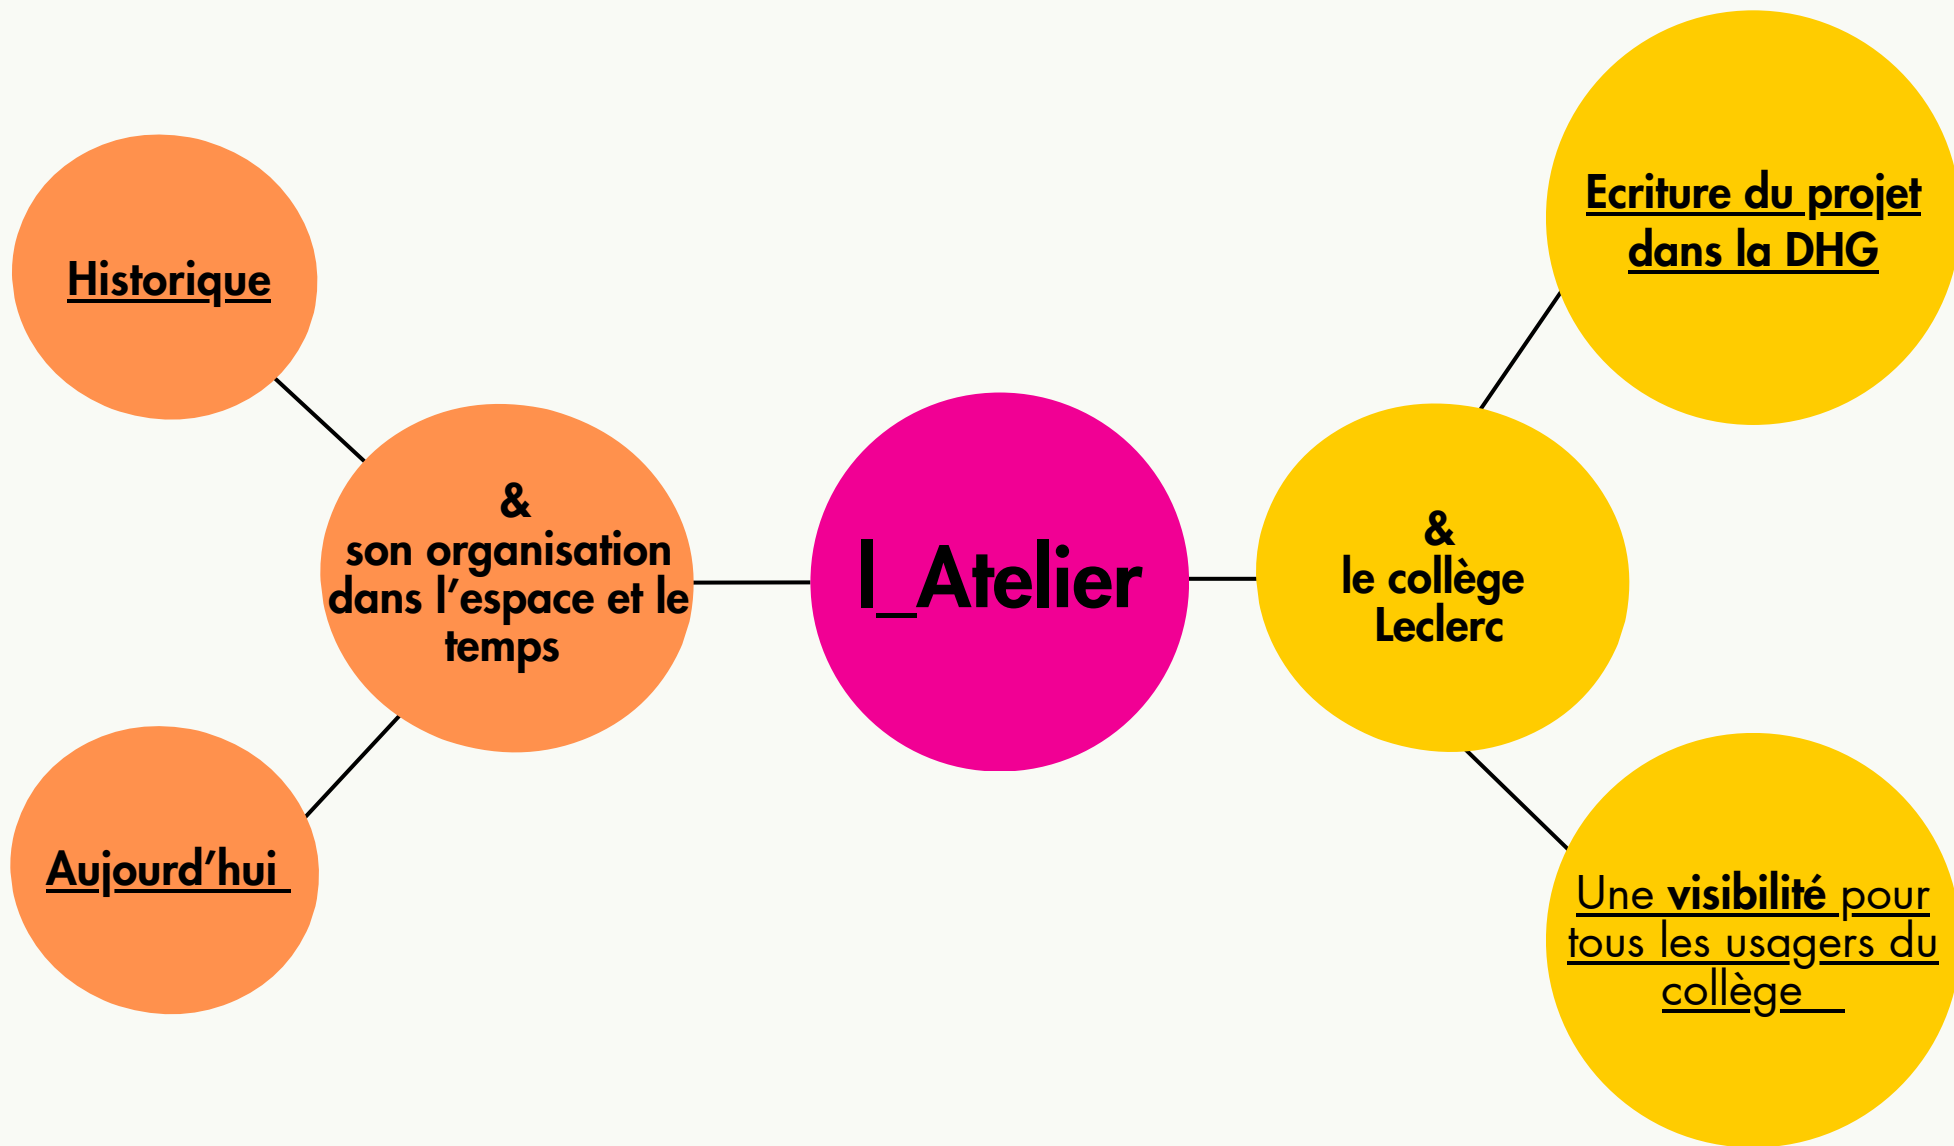 Historique
Aujourd'hui
&
son organisation
dans l'espace et le
temps
l_Atelier
&
le collège
Leclerc
Ecriture du projet
dans la DHG
Une visibilité pour
tous les usagers du
collège